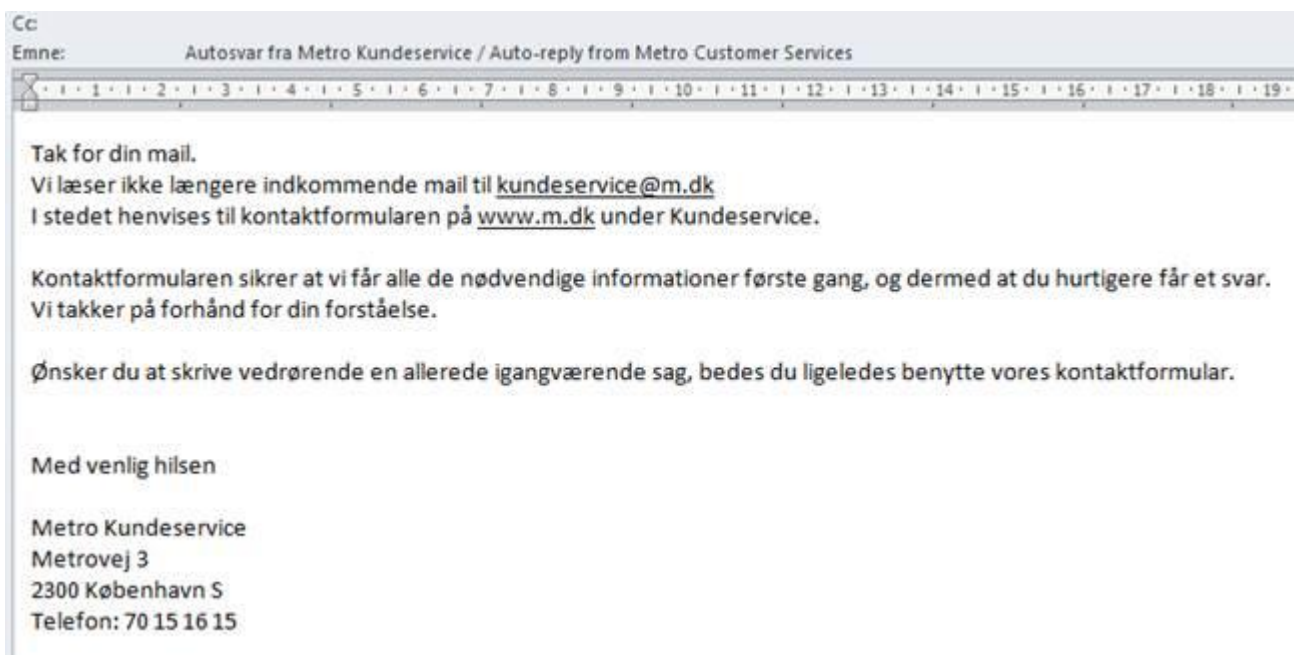 Cc:
Emne: Autosvar fra Metro Kundeservice / Auto-reply from Metro Customer Services
1 2 3 4 5 6 7 8 9 10 11 12 13 14 15 16 17 18 19
Tak for din mail.
Vi læser ikke længere indkommende mail til kundeservice@m.dk
I stedet henvises til kontaktformularen på www.m.dk under Kundeservice.
Kontaktformularen sikrer at vi får alle de nødvendige informationer første gang, og dermed at du hurtigere får et svar.
Vi takker på forhånd for din forståelse.
Ønsker du at skrive vedrørende en allerede igangværende sag, bedes du ligeledes benytte vores kontaktformular.
Med venlig hilsen
Metro Kundeservice
Metrovej 3
2300 København S
Telefon: 70 15 16 15